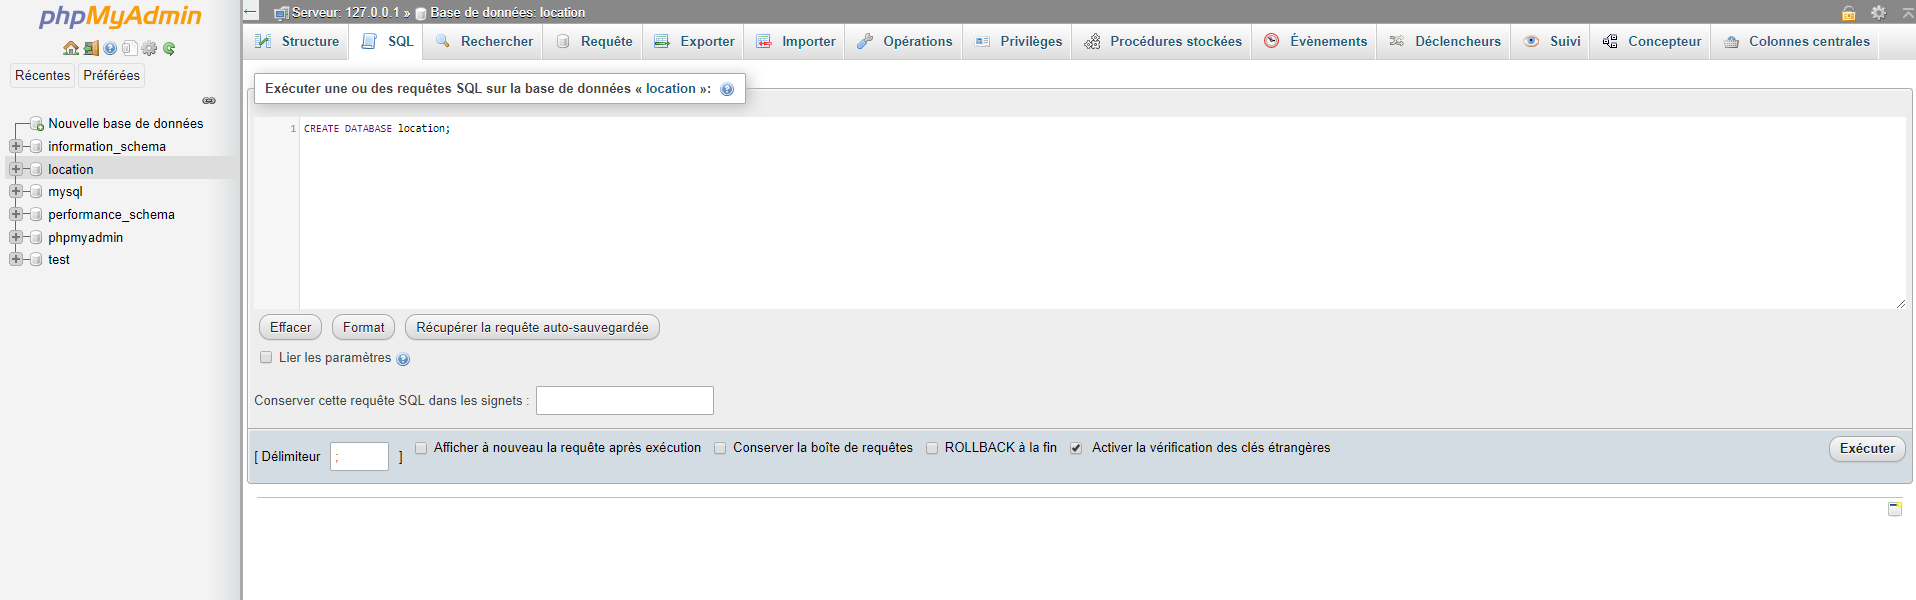 phpMyAdmin
Récentes Préférées
Nouvelle base de données
information_schema
location
mysql
performance_schema
phpmyadmin
test
Serveur: 127.0.0.1 » Base de données: location
Structure SQL Rechercher Requête Exporter Importer Opérations Privilèges Procédures stockées Évènements Déclencheurs Suivi Concepteur Colonnes centrales
Exécuter une ou des requêtes SQL sur la base de données « location »:
1 CREATE DATABASE location;
Effacer Format Récupérer la requête auto-sauvegardée
Lier les paramètres
Conserver cette requête SQL dans les signets :
[ Délimiteur ; ] Afficher à nouveau la requête après exécution Conserver la boîte de requêtes ROLLBACK à la fin Activer la vérification des clés étrangères Exécuter